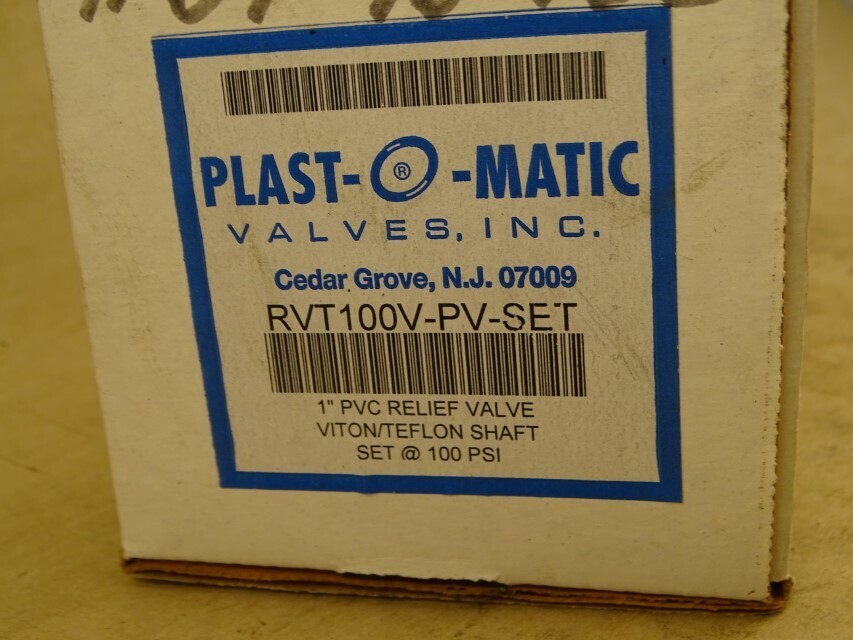 PLAST-O-MATIC
®
VALVES, INC.
Cedar Grove, N.J. 07009
RVT100V-PV-SET
1" PVC RELIEF VALVE
VITON/TEFLON SHAFT
SET @ 100 PSI